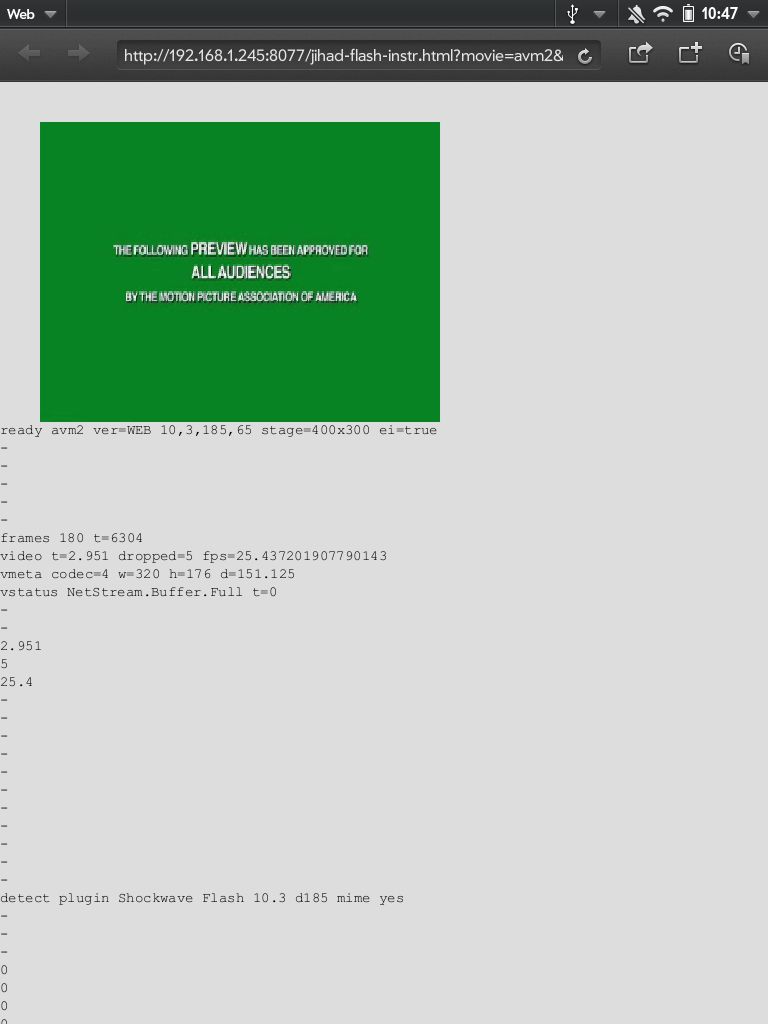 Web
10:47
http://192.168.1.245:8077/jihad-flash-instr.html?movie=avm2&
THE FOLLOWING PREVIEW HAS BEEN APPROVED FOR
ALL AUDIENCES
BY THE MOTION PICTURE ASSOCIATION OF AMERICA
ready avm2 ver=WEB 10,3,185,65 stage=400x300 ei=true
-
-
-
-
-
frames 180 t=6304
video t=2.951 dropped=5 fps=25.437201907790143
vmeta codec=4 w=320 h=176 d=151.125
vstatus NetStream.Buffer.Full t=0
-
-
2.951
5
25.4
-
-
-
-
-
-
-
-
-
-
-
detect plugin Shockwave Flash 10.3 d185 mime yes
-
-
-
0
0
0
0